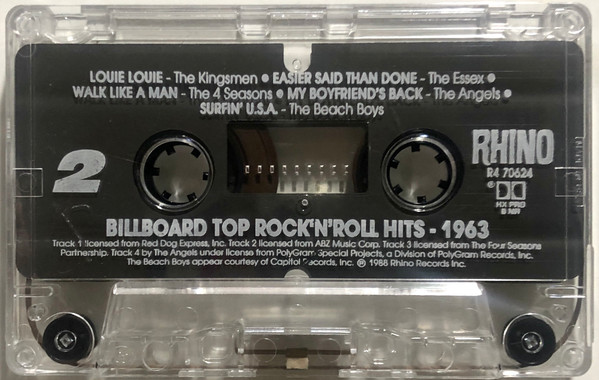 LOUIE LOUIE - The Kingsmen ● EASIER SAID THAN DONE - The Essex ●
WALK LIKE A MAN - The 4 Seasons ● MY BOYFRIEND'S BACK - The Angels ●
SURFIN' U.S.A. - The Beach Boys
2
RHINO
R4 70624
HX PRO
B NR
BILLBOARD TOP ROCK'N'ROLL HITS - 1963
Track 1 licensed from Red Dog Express, Inc. Track 2 licensed from ABZ Music Corp. Track 3 licensed from The Four Seasons
Partnership. Track 4 by The Angels under license from PolyGram Special Projects, a Division of PolyGram Records, Inc.
The Beach Boys appear courtesy of Capitol Records, Inc. ℗ 1988 Rhino Records Inc.